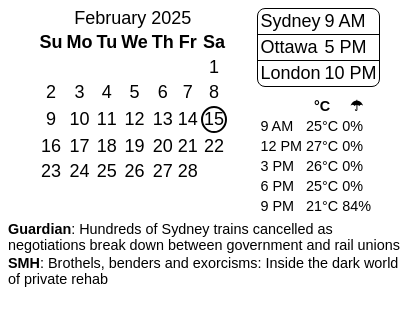 February 2025
Su Mo Tu We Th Fr Sa
1
2 3 4 5 6 7 8
9 10 11 12 13 14 15
16 17 18 19 20 21 22
23 24 25 26 27 28
Sydney 9 AM
Ottawa 5 PM
London 10 PM
°C ☂
9 AM 25°C 0%
12 PM 27°C 0%
3 PM 26°C 0%
6 PM 25°C 0%
9 PM 21°C 84%
Guardian: Hundreds of Sydney trains cancelled as
negotiations break down between government and rail unions
SMH: Brothels, benders and exorcisms: Inside the dark world
of private rehab